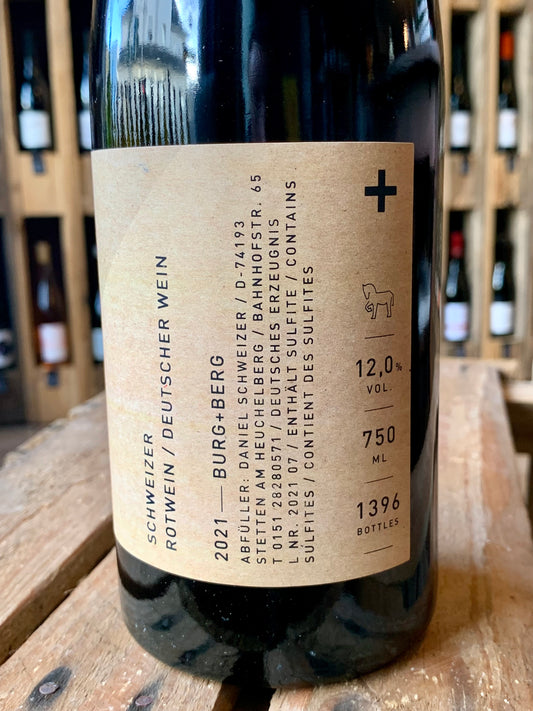 SCHWEIZER
ROTWEIN / DEUTSCHER WEIN
2021 — BURG+BERG
ABFÜLLER: DANIEL SCHWEIZER / D-74193
STETTEN AM HEUCHELBERG / BAHNHOFSTR. 65
T 0151 28280571 / DEUTSCHES ERZEUGNIS
L NR. 2021 07 / ENTHÄLT SULFITE / CONTAINS
SULFITES / CONTIENT DES SULFITES
+
12,0%
VOL.
750
ML
1396
BOTTLES